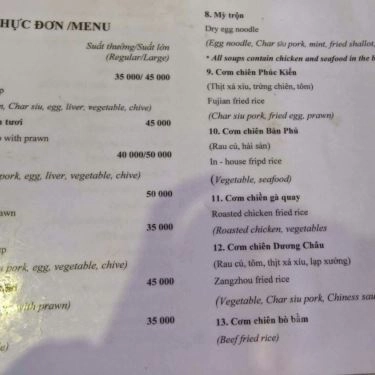 HỰC ĐƠN /MENU
Suất thường/Suất lớn
(Regular/Large)
35 000/ 45 000
n, Char siu, egg, liver, vegetable, chive)
tươi
45 000
with prawn
40 000/50 000
pork, egg, liver, vegetable, chive)
50 000
awn
35 000
pork, egg, vegetable, chive)
45 000
with prawn)
35 000
8. Mỳ trộn
Dry egg noodle
(Egg noodle, Char siu pork, mint, fried shallot,
* All soups contain chicken and seafood in the b
9. Cơm chiên Phúc Kiến
(Thịt xá xíu, trứng chiên, tôm)
Fujian fried rice
(Char siu pork, fried egg, prawn)
10. Cơm chiên Bản Phủ
(Rau củ, hải sản)
In - house fripd rice
(Vegetable, seafood)
11. Cơm chiên gà quay
Roasted chicken fried rice
(Roasted chicken, vegetables
12. Cơm chiên Dương Châu
(Rau củ, tôm, thịt xá xíu, lạp xưởng)
Zangzhou fried rice
(Vegetable, Char siu pork, Chiness sau
13. Cơm chiên bò bằm
(Beef fried rice)